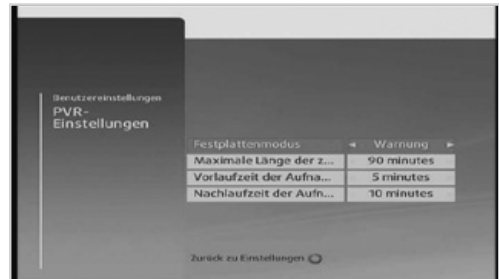 Benutzereinstellungen
PVR-
Einstellungen
Festplattenmodus ◄ Warnung ►
Maximale Länge der z... 90 minutes
Vorlaufzeit der Aufna... 5 minutes
Nachlaufzeit der Aufn... 10 minutes
Zurück zu Einstellungen